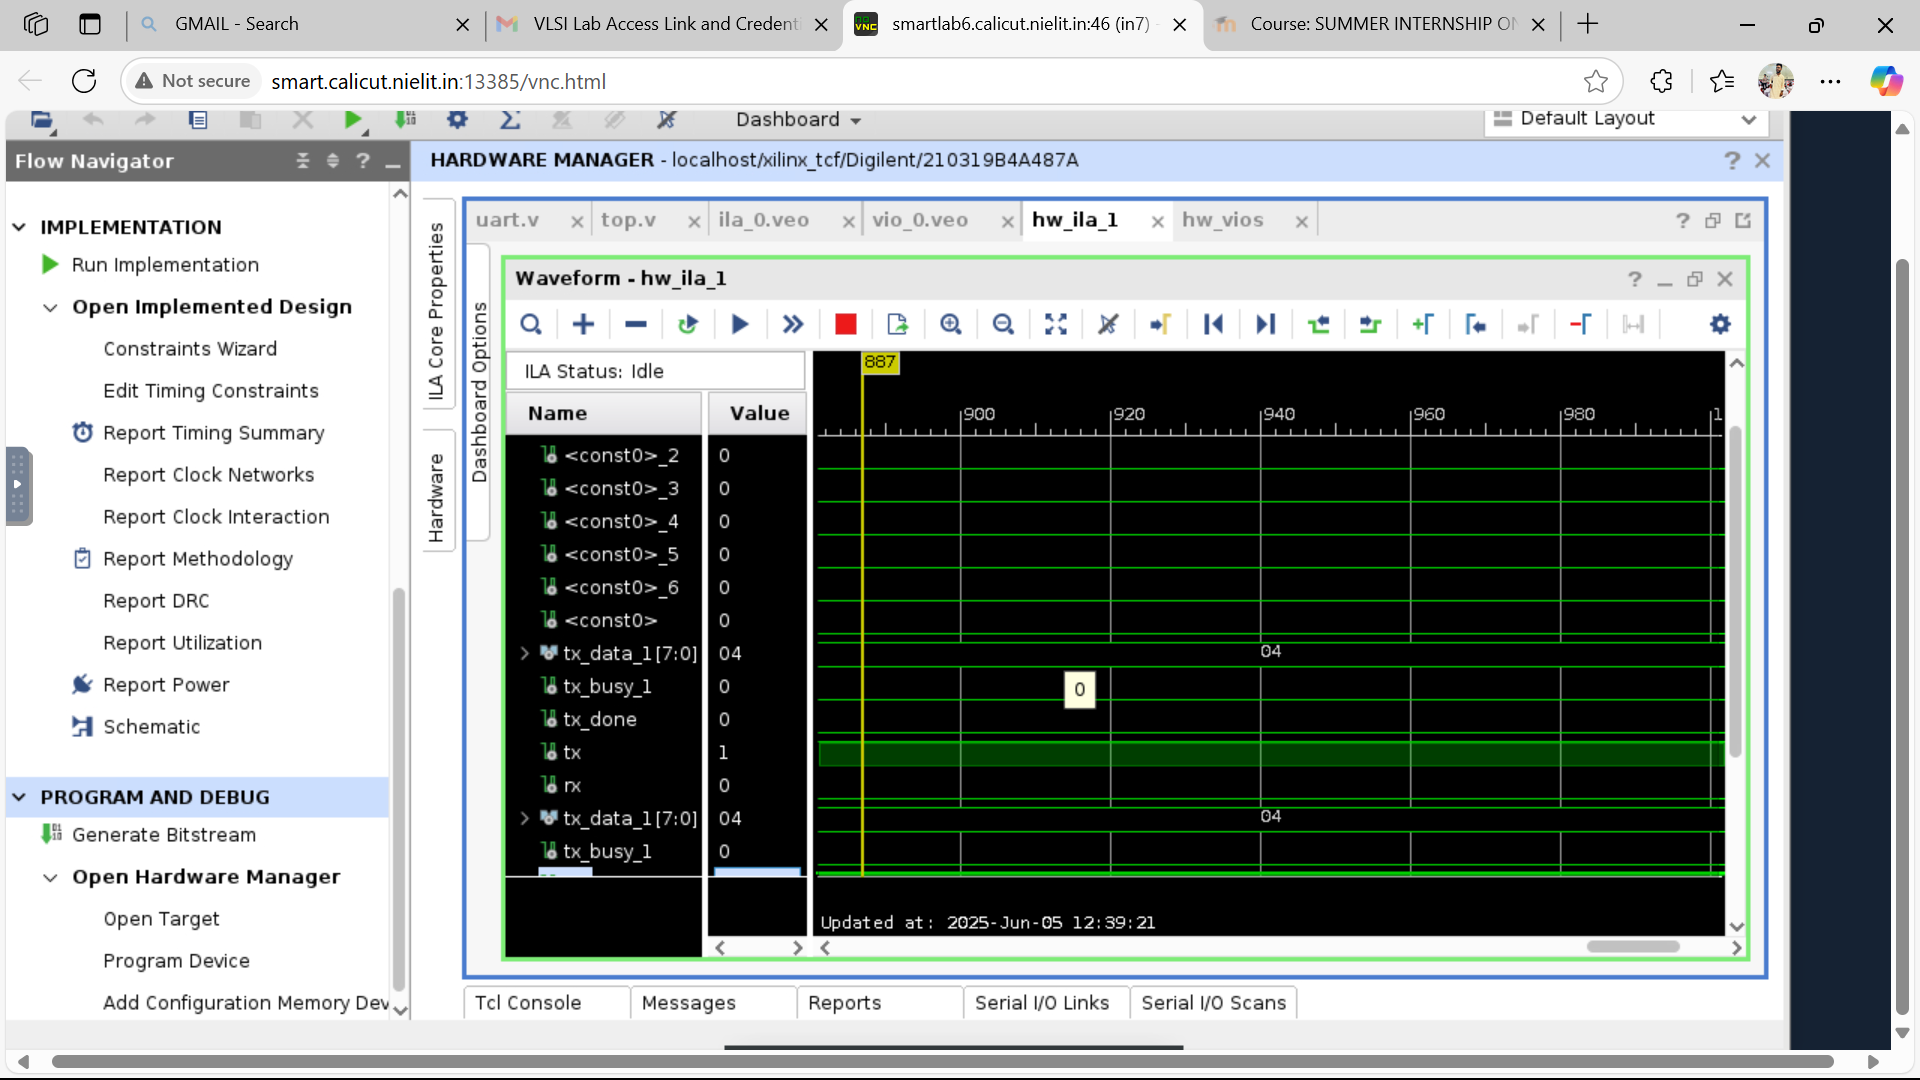 GMAIL - Search
VLSI Lab Access Link and Credenti
smartlab6.calicut.nielit.in:46 (in7) -
Course: SUMMER INTERNSHIP ON
Not secure
smart.calicut.nielit.in:13385/vnc.html
Dashboard
Default Layout
Flow Navigator
HARDWARE MANAGER - localhost/xilinx_tcf/Digilent/210319B4A487A
IMPLEMENTATION
Run Implementation
Open Implemented Design
Constraints Wizard
Edit Timing Constraints
Report Timing Summary
Report Clock Networks
Report Clock Interaction
Report Methodology
Report DRC
Report Utilization
Report Power
Schematic
PROGRAM AND DEBUG
Generate Bitstream
Open Hardware Manager
Open Target
Program Device
Add Configuration Memory Dev
ILA Core Properties
Hardware
Dashboard Options
uart.v
top.v
ila_0.veo
vio_0.veo
hw_ila_1
hw_vios
Waveform - hw_ila_1
ILA Status: Idle
Name Value
887
900 920 940 960 980 1
<const0>_2 0
<const0>_3 0
<const0>_4 0
<const0>_5 0
<const0>_6 0
<const0> 0
tx_data_1[7:0] 04 04
tx_busy_1 0 0
tx_done 0
tx 1
rx 0
tx_data_1[7:0] 04 04
tx_busy_1 0
Updated at: 2025-Jun-05 12:39:21
Tcl Console
Messages
Reports
Serial I/O Links
Serial I/O Scans